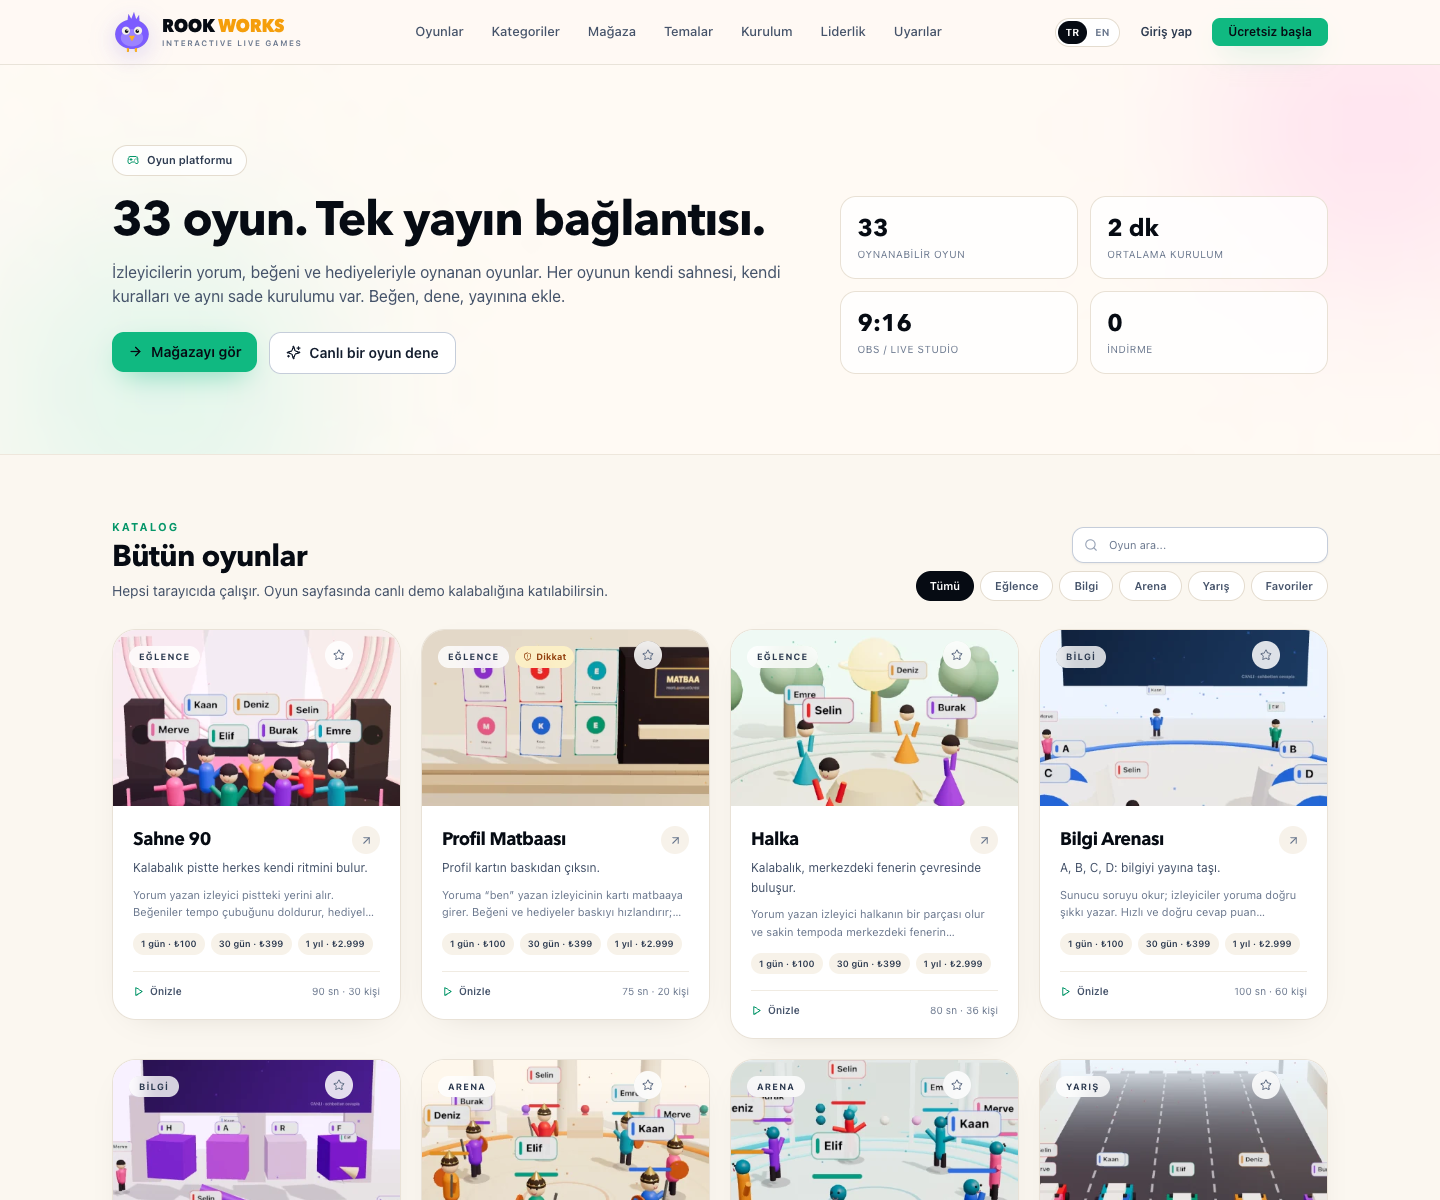 ROOK WORKS
INTERACTIVE LIVE GAMES
Oyunlar
Kategoriler
Mağaza
Temalar
Kurulum
Liderlik
Uyarılar
TR
EN
Giriş yap
Ücretsiz başla
Oyun platformu
33 oyun. Tek yayın bağlantısı.
İzleyicilerin yorum, beğeni ve hediyeleriyle oynanan oyunlar. Her oyunun kendi sahnesi, kendi
kuralları ve aynı sade kurulumu var. Beğen, dene, yayınına ekle.
Mağazayı gör
Canlı bir oyun dene
33
OYNANABİLİR OYUN
2 dk
ORTALAMA KURULUM
9:16
OBS / LIVE STUDIO
0
İNDİRME
KATALOG
Bütün oyunlar
Hepsi tarayıcıda çalışır. Oyun sayfasında canlı demo kalabalığına katılabilirsin.
Oyun ara...
Tümü
Eğlence
Bilgi
Arena
Yarış
Favoriler
EĞLENCE
Kaan
Deniz
Selin
Merve
Elif
Burak
Emre
Sahne 90
Kalabalık pistte herkes kendi ritmini bulur.
Yorum yazan izleyici pistteki yerini alır.
Beğeniler tempo çubuğunu doldurur, hediyel...
1 gün · ₺100
30 gün · ₺399
1 yıl · ₺2.999
Önizle
90 sn · 30 kişi
EĞLENCE
Dikkat
MATBAA
M
K
E
Profil Matbaası
Profil kartın baskıdan çıksın.
Yoruma “ben” yazan izleyicinin kartı matbaaya
girer. Beğeni ve hediyeler baskıyı hızlandırır;...
1 gün · ₺100
30 gün · ₺399
1 yıl · ₺2.999
Önizle
75 sn · 20 kişi
EĞLENCE
Deniz
Emre
Selin
Burak
Halka
Kalabalık, merkezdeki fenerin çevresinde
buluşur.
Yorum yazan izleyici halkanın bir parçası olur
ve sakin tempoda merkezdeki fenerin...
1 gün · ₺100
30 gün · ₺399
1 yıl · ₺2.999
Önizle
80 sn · 36 kişi
BİLGİ
Kaan
Elif
A
B
C
D
Selin
Bilgi Arenası
A, B, C, D: bilgiyi yayına taşı.
Sunucu soruyu okur; izleyiciler yoruma doğru
şıkkı yazar. Hızlı ve doğru cevap puan...
1 gün · ₺100
30 gün · ₺399
1 yıl · ₺2.999
Önizle
100 sn · 60 kişi
BİLGİ
H
A
R
F
Selin
ARENA
Selin
Burak
Deniz
Merve
Kaan
Elif
ARENA
Selin
Merve
Kaan
Elif
YARIŞ
Kaan
Elif
Deniz